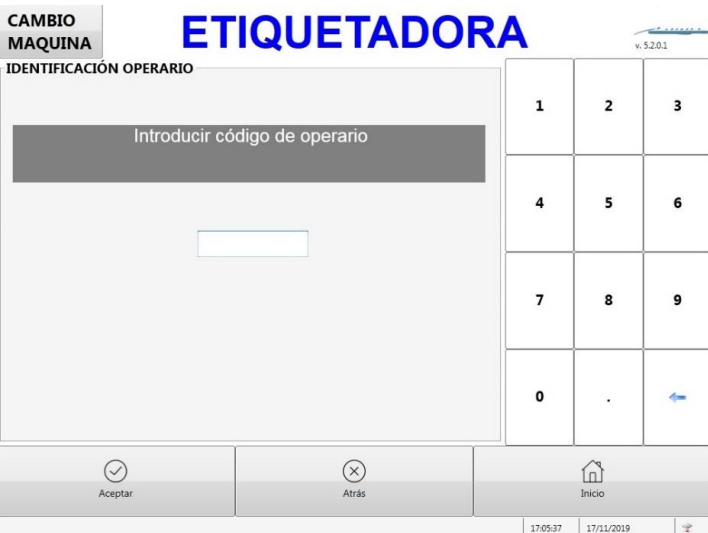 CAMBIO
MAQUINA
ETIQUETADORA
v. 5.2.0.1
IDENTIFICACIÓN OPERARIO
Introducir código de operario
1 2 3
4 5 6
7 8 9
0 .
Aceptar Atrás Inicio
17:05:37 17/11/2019